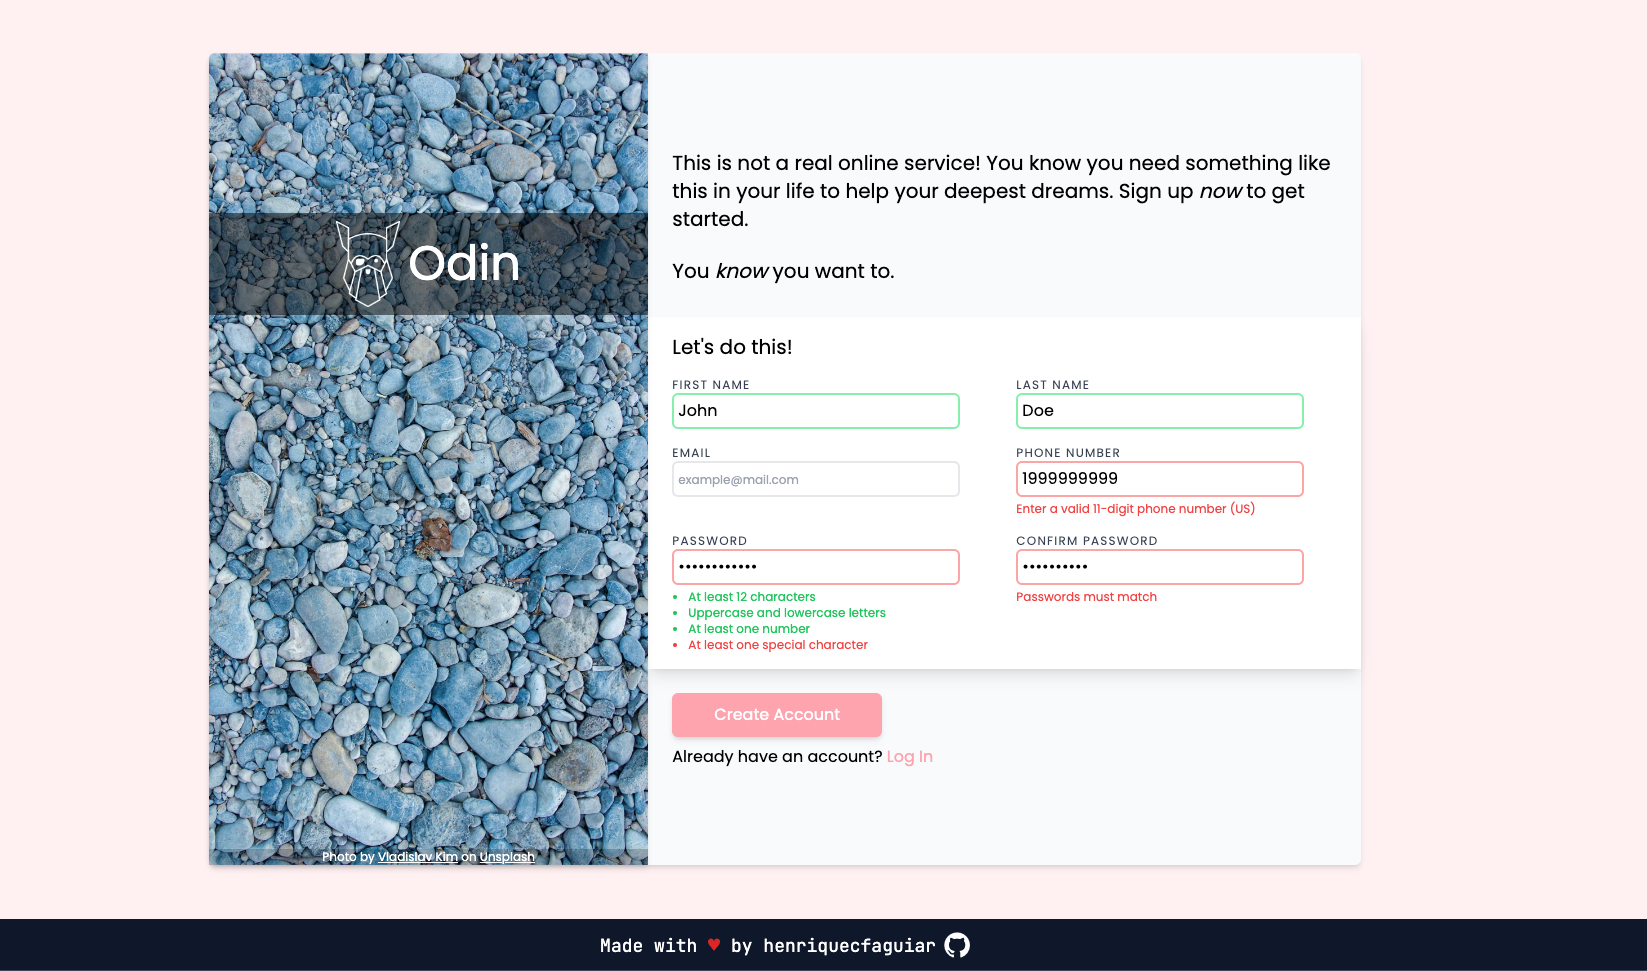 Odin
Photo by Vladislav Kim on Unsplash
This is not a real online service! You know you need something like
this in your life to help your deepest dreams. Sign up now to get
started.
You know you want to.
Let's do this!
FIRST NAME
John
LAST NAME
Doe
EMAIL
example@mail.com
PHONE NUMBER
1999999999
Enter a valid 11-digit phone number (US)
PASSWORD
••••••••••••
• At least 12 characters
• Uppercase and lowercase letters
• At least one number
• At least one special character
CONFIRM PASSWORD
••••••••••
Passwords must match
Create Account
Already have an account? Log In
Made with ♥ by henriquecfaguiar